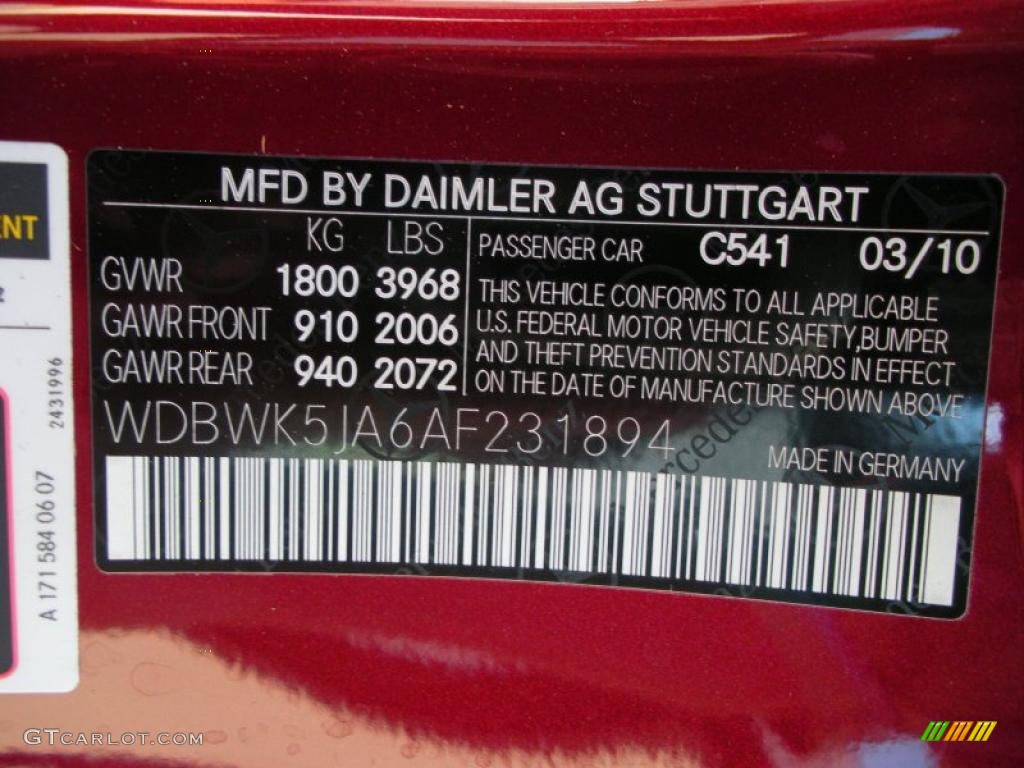 MFD BY DAIMLER AG STUTTGART
KG LBS
GVWR 1800 3968
GAWR FRONT 910 2006
GAWR REAR 940 2072
PASSENGER CAR C541 03/10
THIS VEHICLE CONFORMS TO ALL APPLICABLE
U.S. FEDERAL MOTOR VEHICLE SAFETY,BUMPER
AND THEFT PREVENTION STANDARDS IN EFFECT
ON THE DATE OF MANUFACTURE SHOWN ABOVE
WDBWK5JA6AF231894
MADE IN GERMANY
2431996
A 171 584 06 07
GTCARLOT.COM